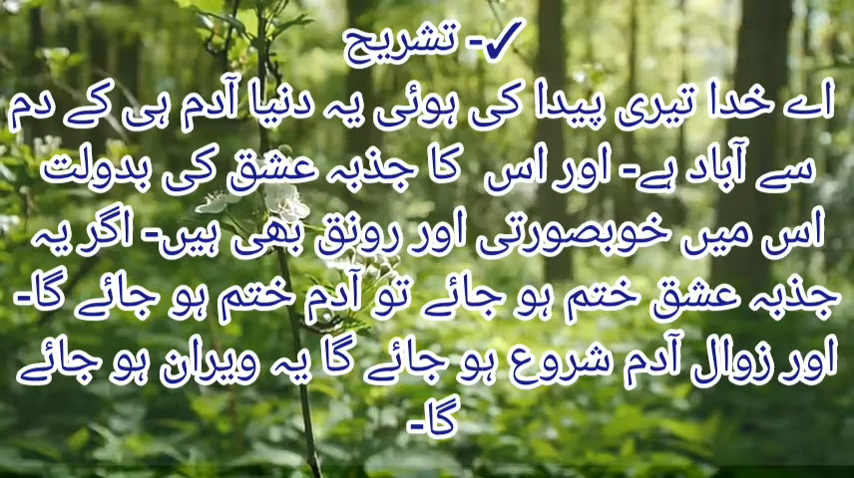 ✓- تشریح
اے خدا تیری پیدا کی ہوئی یہ دنیا آدم ہی کے دم
سے آباد ہے- اور اس کا جذبہ عشق کی بدولت
اس میں خوبصورتی اور رونق بھی ہیں- اگر یہ
جذبہ عشق ختم ہو جائے تو آدم ختم ہو جائے گا-
اور زوال آدم شروع ہو جائے گا یہ ویران ہو جائے
گا-